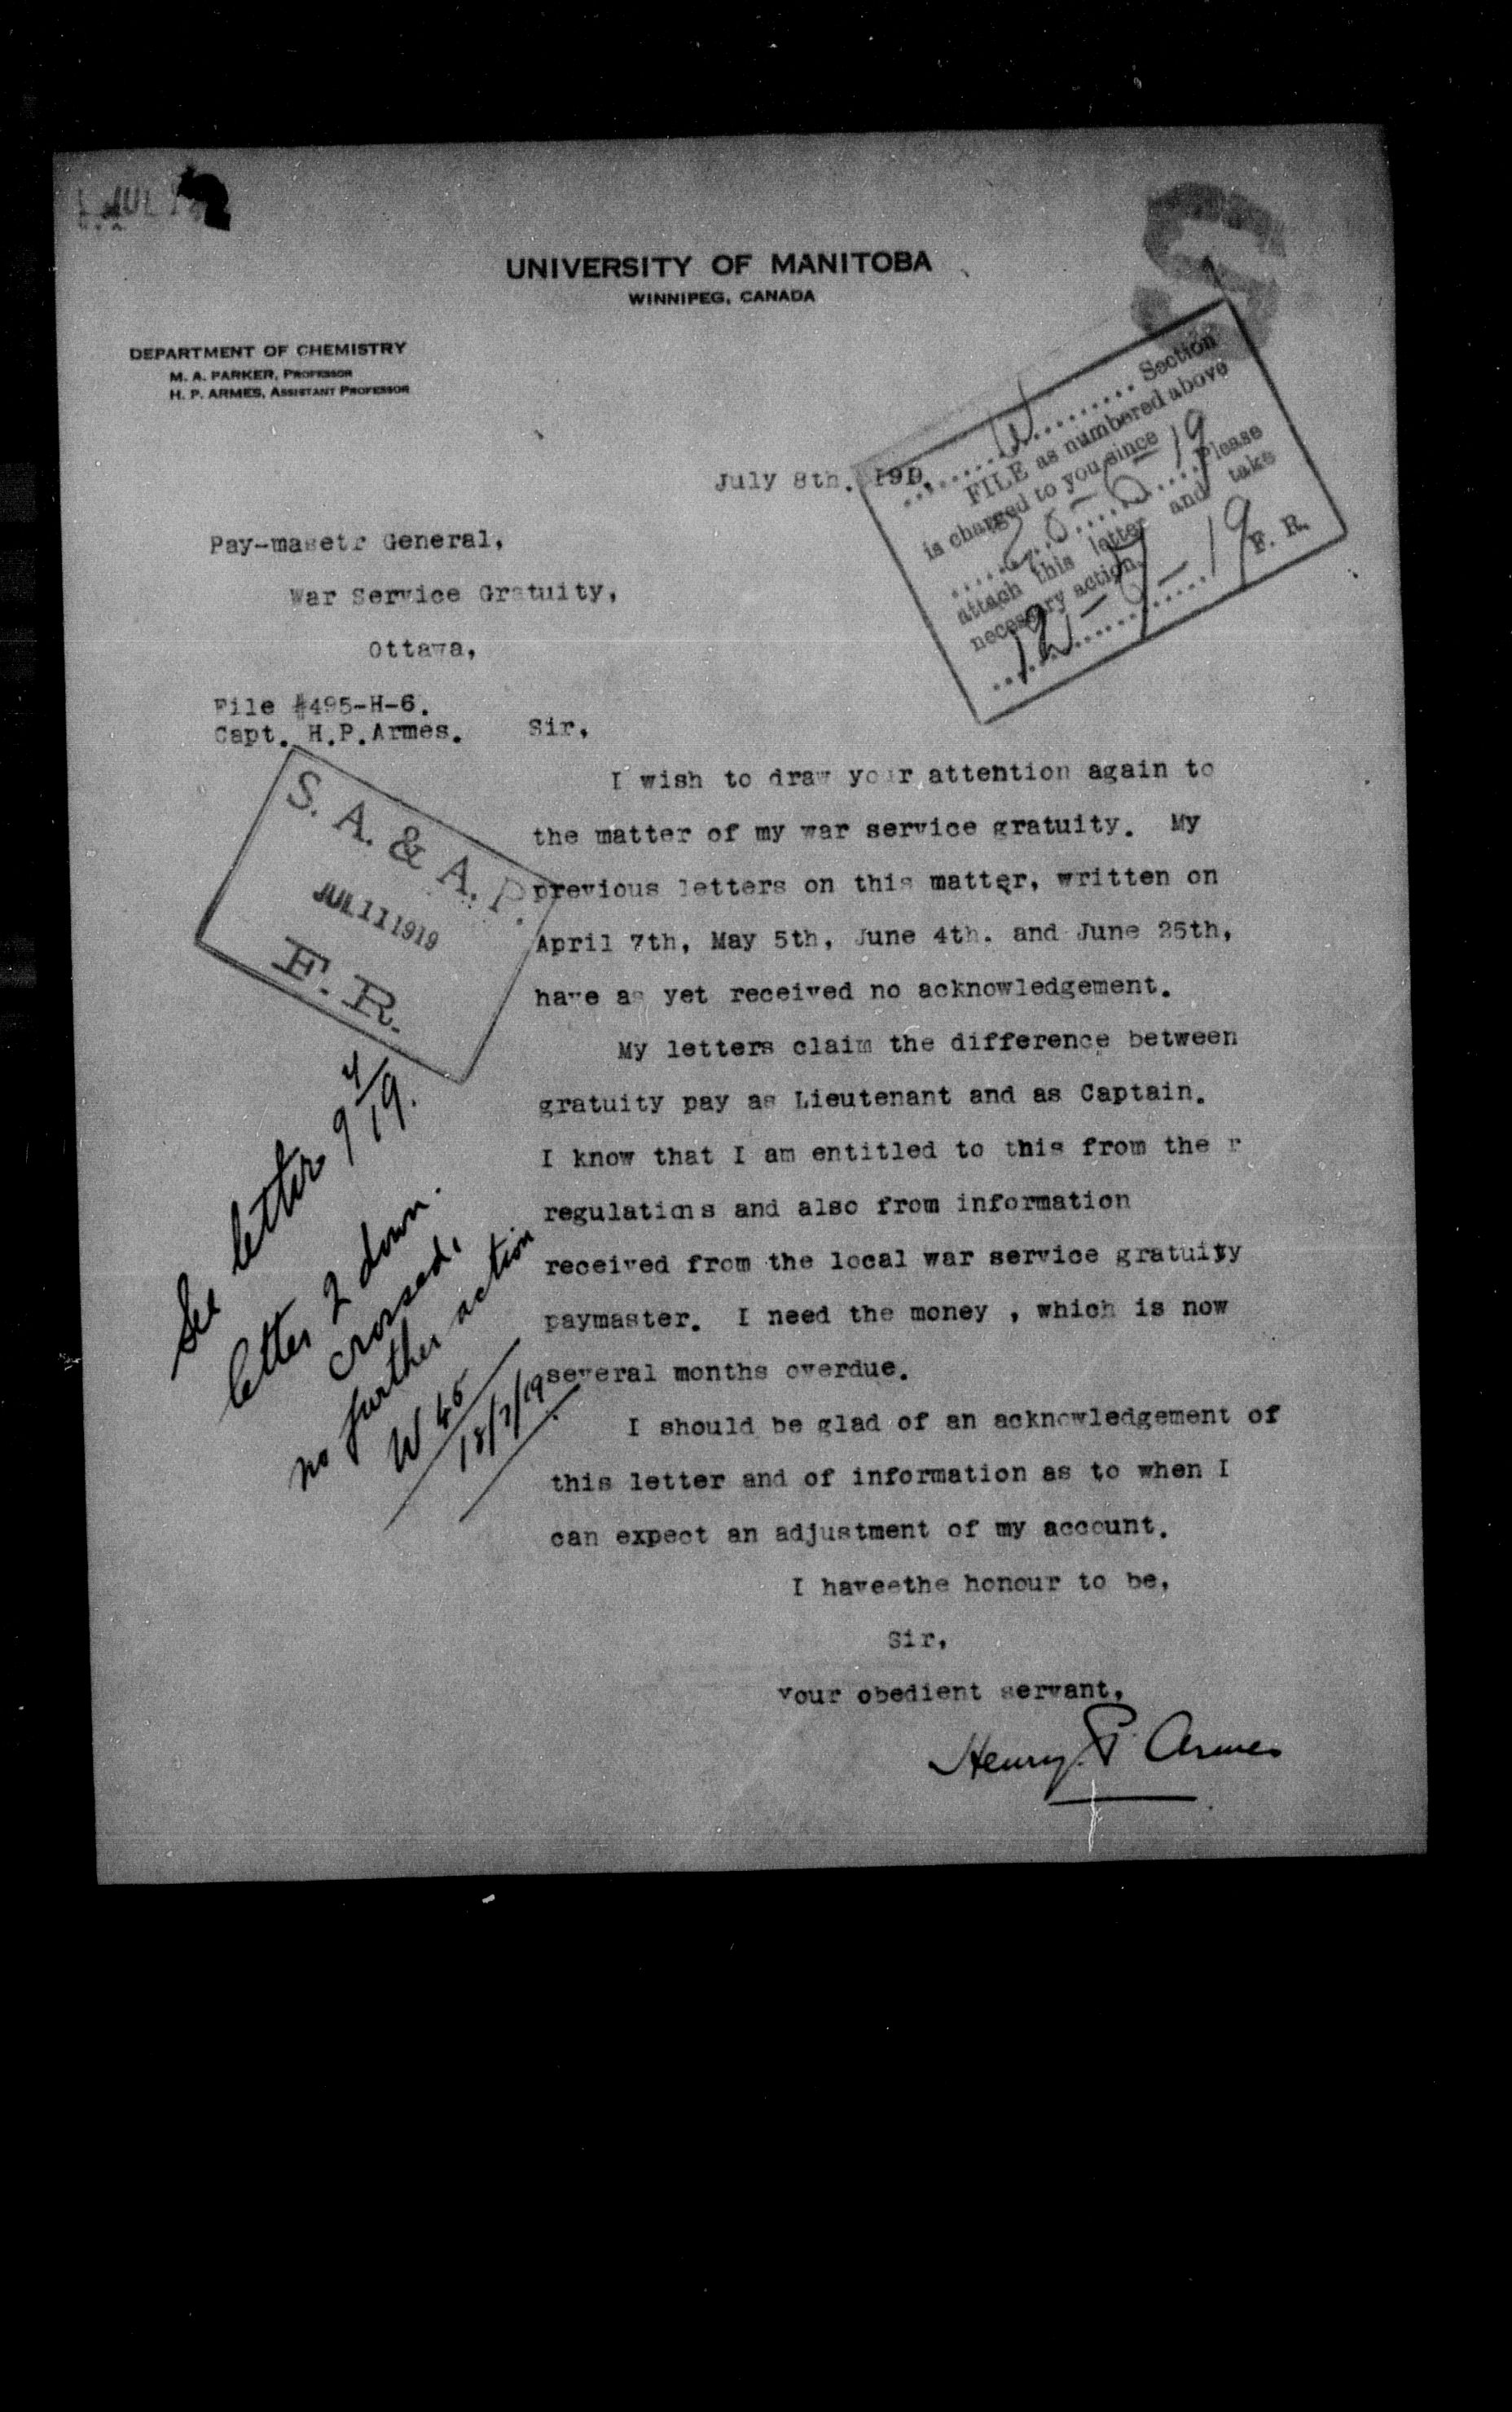 JUL
UNIVERSITY OF MANITOBA
WINNIPEG, CANADA
DEPARTMENT OF CHEMISTRY
M. A. PARKER, PROFESSOR
H. P. ARMES, ASSISTANT PROFESSOR
W Section
FILE as numbered above
is charged to you since
26-6-19 Please
attach this letter and take
necessary action.
12-7-19 F. R.
July 8th. 1919.
Pay-masetr General,
War Service Gratuity,
Ottawa,
File #495-H-6.
Capt. H.P.Armes.
Sir,
S. A. & A. P.
JUL 11 1919
F. R.
I wish to draw your attention again to
the matter of my war service gratuity. My
previous letters on this matter, written on
April 7th, May 5th, June 4th. and June 25th,
have as yet received no acknowledgement.
My letters claim the difference between
gratuity pay as Lieutenant and as Captain.
I know that I am entitled to this from the r
regulations and also from information
received from the local war service gratuity
paymaster. I need the money , which is now
several months overdue.
I should be glad of an acknowledgement of
this letter and of information as to when I
can expect an adjustment of my account.
I haveethe honour to be,
Sir,
Your obedient servant,
Henry P. Armes
See letter 9/19.
letter 2 down.
crossed,
no further action
W 45
18/7/19